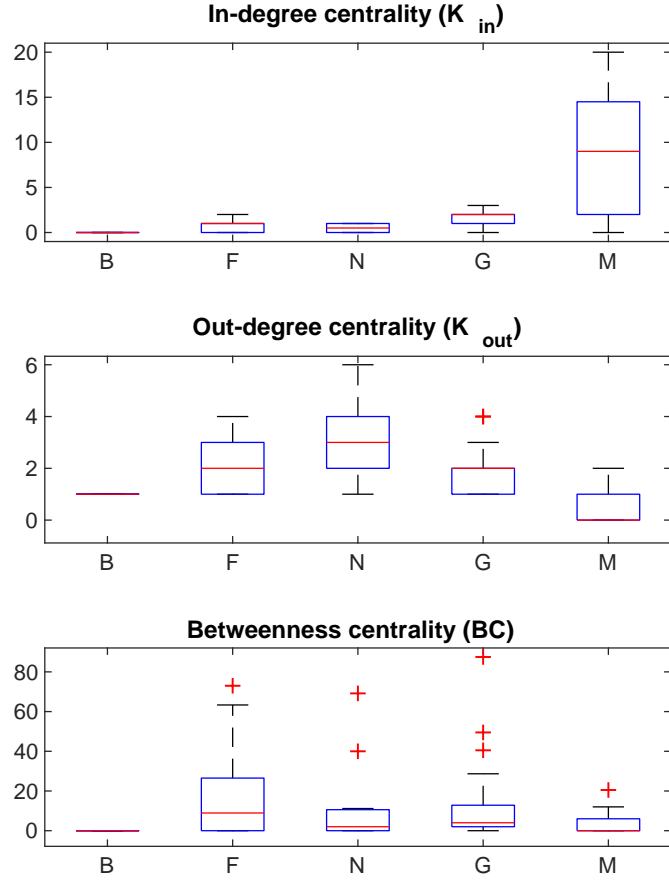 In-degree centrality (K in)
20
15
10
5
0
B F N G M
Out-degree centrality (K out)
6
4
2
0
B F N G M
Betweenness centrality (BC)
80
60
40
20
0
B F N G M